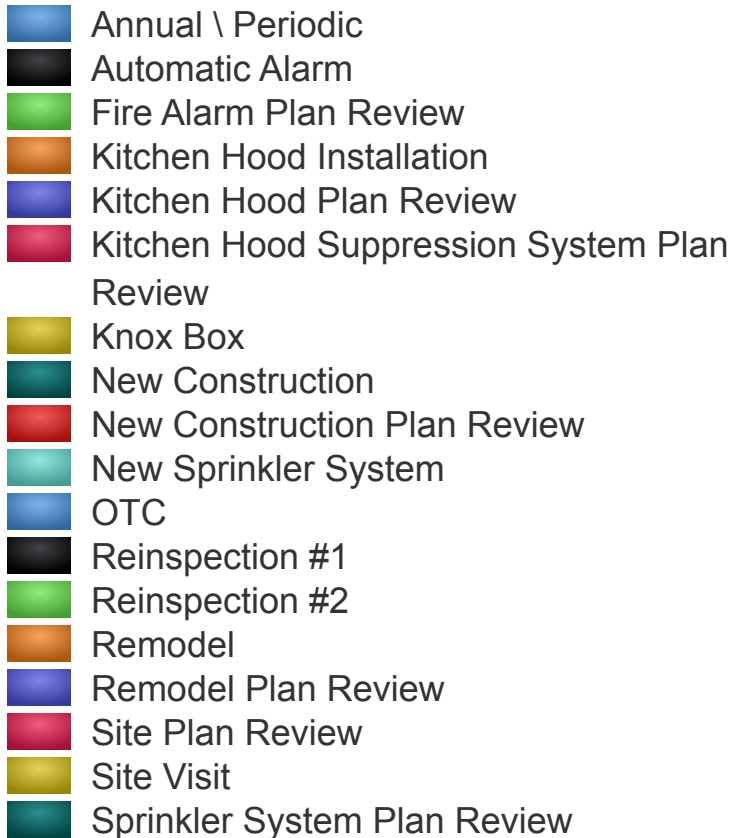 Annual \ Periodic
Automatic Alarm
Fire Alarm Plan Review
Kitchen Hood Installation
Kitchen Hood Plan Review
Kitchen Hood Suppression System Plan
Review
Knox Box
New Construction
New Construction Plan Review
New Sprinkler System
OTC
Reinspection #1
Reinspection #2
Remodel
Remodel Plan Review
Site Plan Review
Site Visit
Sprinkler System Plan Review